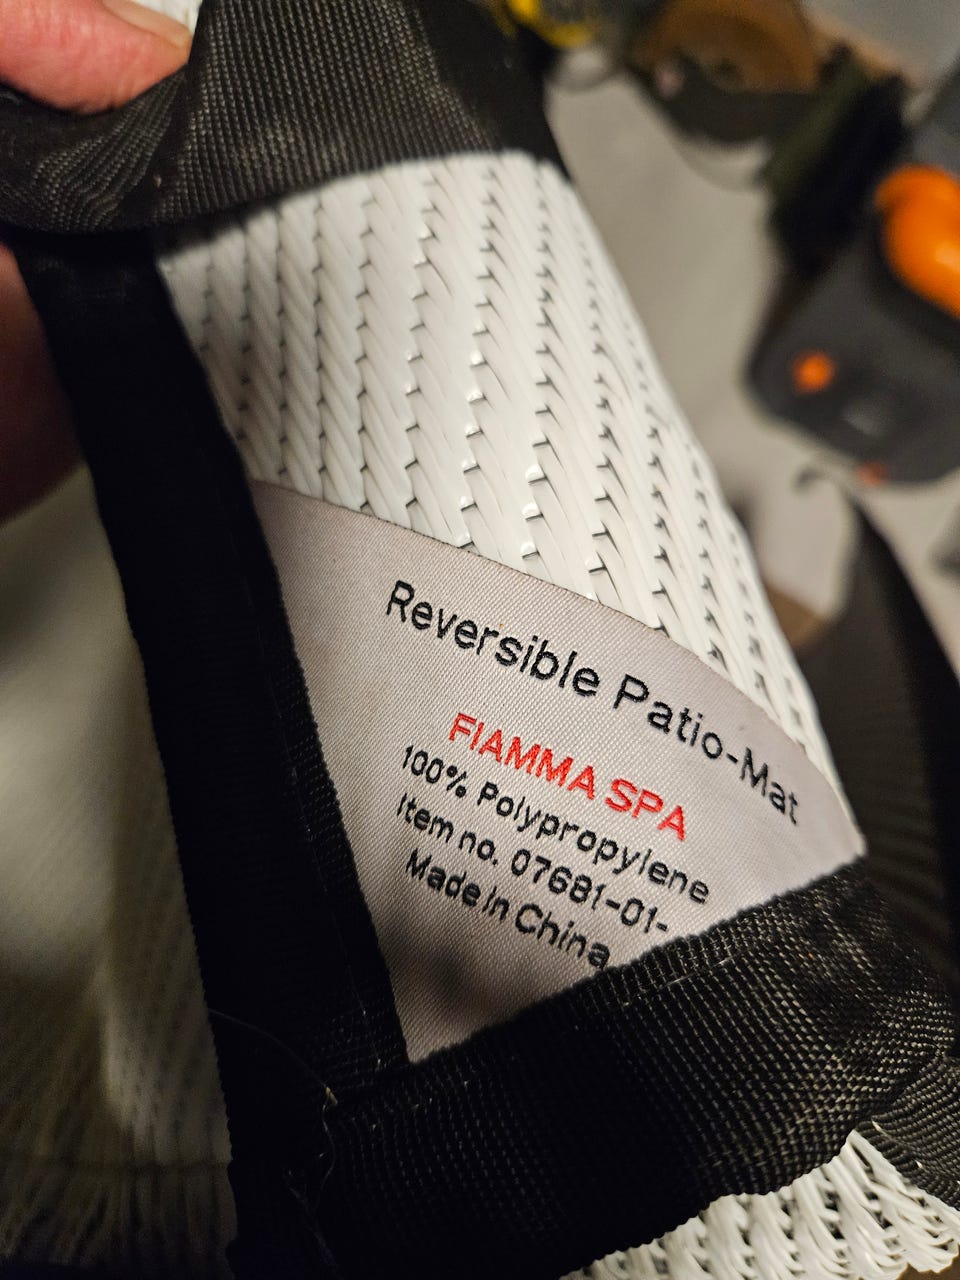 Reversible Patio-Mat
FIAMMA SPA
100% Polypropylene
Item no. 07681-01-
Made in China